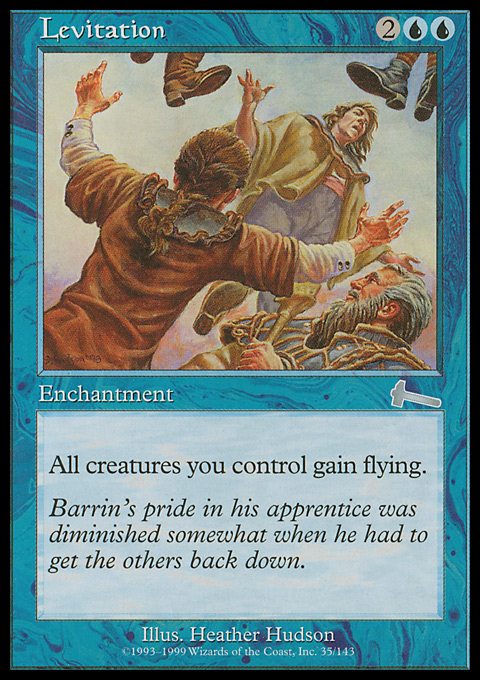 Levitation 2
Enchantment
All creatures you control gain flying.
Barrin's pride in his apprentice was
diminished somewhat when he had to
get the others back down.
Illus. Heather Hudson
©1993–1999 Wizards of the Coast, Inc. 35/143